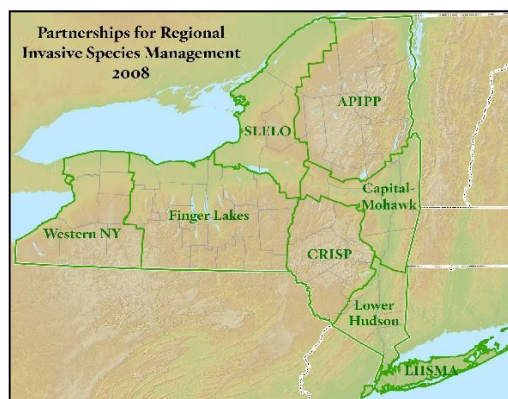 Partnerships for Regional
Invasive Species Management
2008
APIPP
SLELO
Capital-
Mohawk
Finger Lakes
Western NY
CRISP
Lower
Hudson
LIISMA